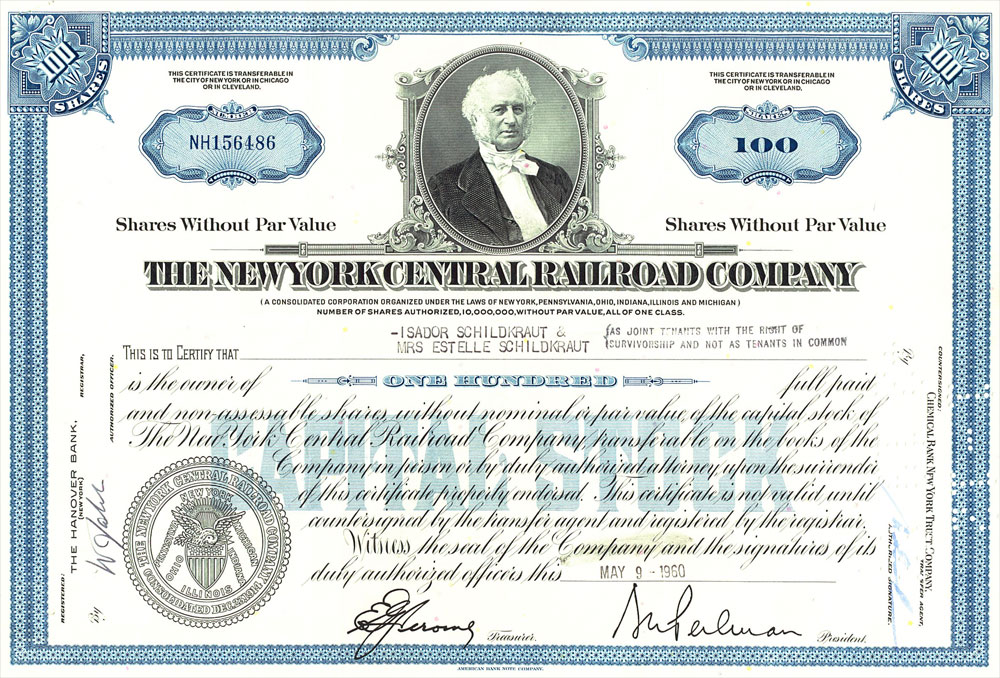 100
SHARES
100
SHARES
THIS CERTIFICATE IS TRANSFERABLE IN
THE CITY OF NEW YORK OR IN CHICAGO
OR IN CLEVELAND.
THIS CERTIFICATE IS TRANSFERABLE IN
THE CITY OF NEW YORK OR IN CHICAGO
OR IN CLEVELAND.
NUMBER
NH156486
SHARES
100
Shares Without Par Value
Shares Without Par Value
THE NEW YORK CENTRAL RAILROAD COMPANY
(A CONSOLIDATED CORPORATION ORGANIZED UNDER THE LAWS OF NEW YORK, PENNSYLVANIA, OHIO, INDIANA, ILLINOIS AND MICHIGAN)
NUMBER OF SHARES AUTHORIZED, 10,000,000, WITHOUT PAR VALUE, ALL OF ONE CLASS.
-ISADOR SCHILDKRAUT &
MRS ESTELLE SCHILDKRAUT
(AS JOINT TENANTS WITH THE RIGHT OF
(SURVIVORSHIP AND NOT AS TENANTS IN COMMON
THIS IS TO CERTIFY THAT
is the owner of ONE HUNDRED full paid
and non-assessable shares without nominal or par value of the capital stock of
The New York Central Railroad Company, transferable on the books of the
Company in person or by duly authorized attorney upon the surrender
of this certificate properly endorsed. This certificate is not valid until
countersigned by the transfer agent and registered by the registrar.
Witness the seal of the Company and the signatures of its
duly authorized officers this MAY 9 - 1960
CAPITAL STOCK
THE NEW YORK CENTRAL RAILROAD COMPANY
CONSOLIDATED DEC. 22, 1914
NEW YORK
PENNSYLVANIA
MICHIGAN
OHIO
INDIANA
ILLINOIS
Treasurer.
President.
REGISTERED:
THE HANOVER BANK,
(NEW YORK)
REGISTRAR,
By
AUTHORIZED OFFICER.
COUNTERSIGNED:
CHEMICAL BANK NEW YORK TRUST COMPANY,
TRANSFER AGENT,
By
AUTHORIZED SIGNATURE.
AMERICAN BANK NOTE COMPANY.